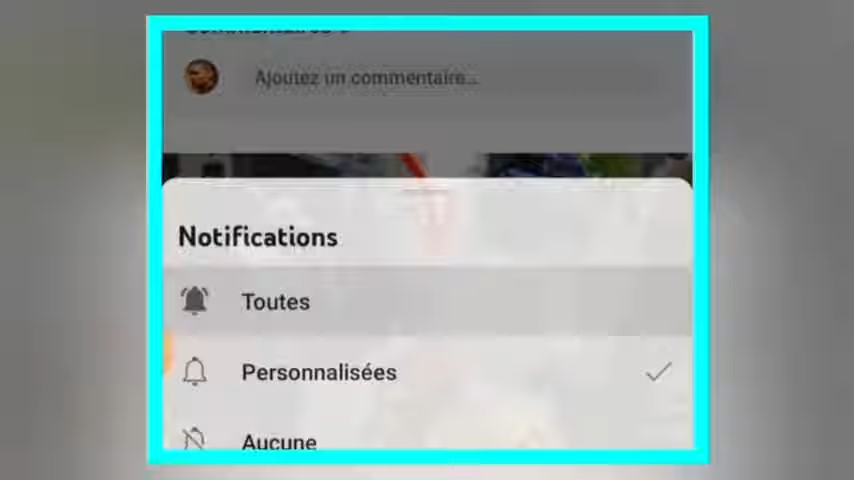 Ajoutez un commentaire...
Notifications
Toutes
Personnalisées
Aucune